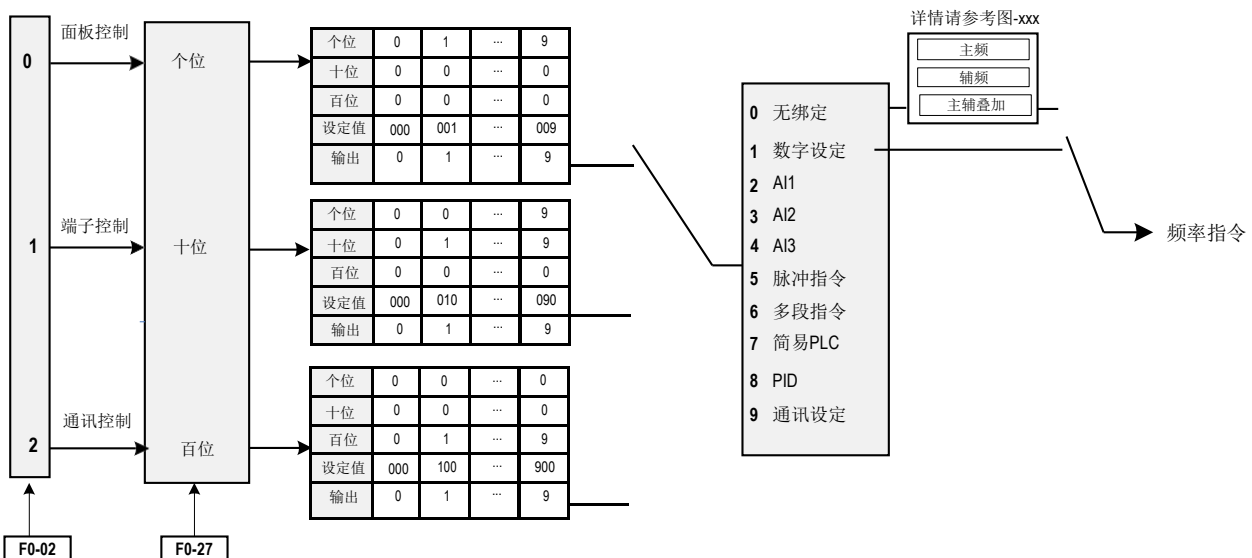 详情请参考图-xxx
主频
辅频
主辅叠加
0
面板控制
个位
1
端子控制
十位
2
通讯控制
百位
F0-02
F0-27
个位 0 1 ... 9
十位 0 0 ... 0
百位 0 0 ... 0
设定值 000 001 ... 009
输出 0 1 ... 9
个位 0 0 ... 9
十位 0 1 ... 9
百位 0 0 ... 0
设定值 000 010 ... 090
输出 0 1 ... 9
个位 0 0 ... 0
十位 0 0 ... 0
百位 0 1 ... 9
设定值 000 100 ... 900
输出 0 1 ... 9
0 无绑定
1 数字设定
2 AI1
3 AI2
4 AI3
5 脉冲指令
6 多段指令
7 简易PLC
8 PID
9 通讯设定
频率指令